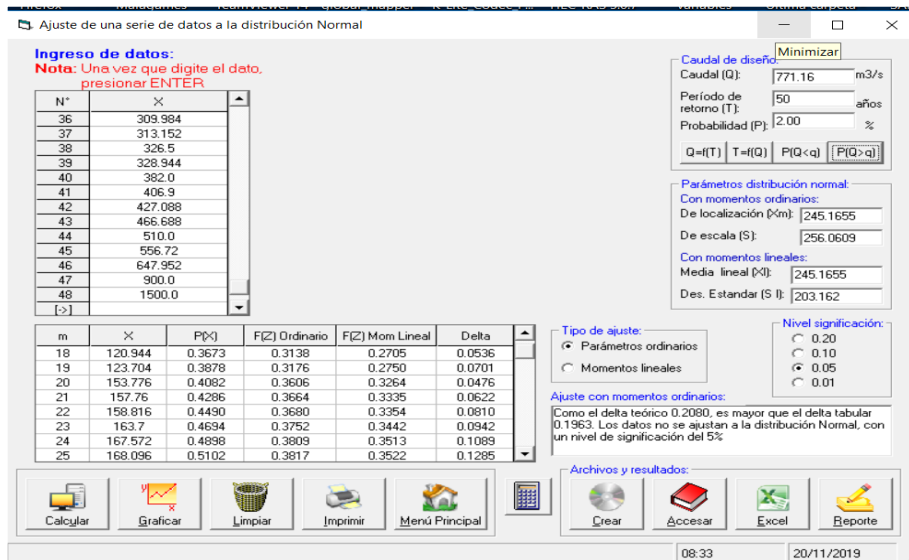 Ajuste de una serie de datos a la distribución Normal
Minimizar
Ingreso de datos:
Nota: Una vez que digite el dato,
presionar ENTER
N° X
36 309.984
37 313.152
38 326.5
39 328.944
40 382.0
41 406.9
42 427.088
43 466.688
44 510.0
45 556.72
46 647.952
47 900.0
48 1500.0
[->]
Caudal de diseño:
Caudal (Q): 771.16 m3/s
Período de
retorno (T): 50 años
Probabilidad (P): 2.00 %
Q=f(T) T=f(Q) P(Q<q) P(Q>q)
Parámetros distribución normal:
Con momentos ordinarios:
De localización (Xm): 245.1655
De escala (S): 256.0609
Con momentos lineales:
Media lineal (Xl): 245.1655
Des. Estandar (S l): 203.162
m X P(X) F(Z) Ordinario F(Z) Mom Lineal Delta
18 120.944 0.3673 0.3138 0.2705 0.0536
19 123.704 0.3878 0.3176 0.2750 0.0701
20 153.776 0.4082 0.3606 0.3264 0.0476
21 157.76 0.4286 0.3664 0.3335 0.0622
22 158.816 0.4490 0.3680 0.3354 0.0810
23 163.7 0.4694 0.3752 0.3442 0.0942
24 167.572 0.4898 0.3809 0.3513 0.1089
25 168.096 0.5102 0.3817 0.3522 0.1285
Tipo de ajuste:
Parámetros ordinarios
Momentos lineales
Nivel significación:
0.20
0.10
0.05
0.01
Ajuste con momentos ordinarios:
Como el delta teórico 0.2080, es mayor que el delta tabular
0.1963. Los datos no se ajustan a la distribución Normal, con
un nivel de significación del 5%
Calcular Graficar Limpiar Imprimir Menú Principal
Archivos y resultados:
Crear Accesar Excel Reporte
08:33 20/11/2019